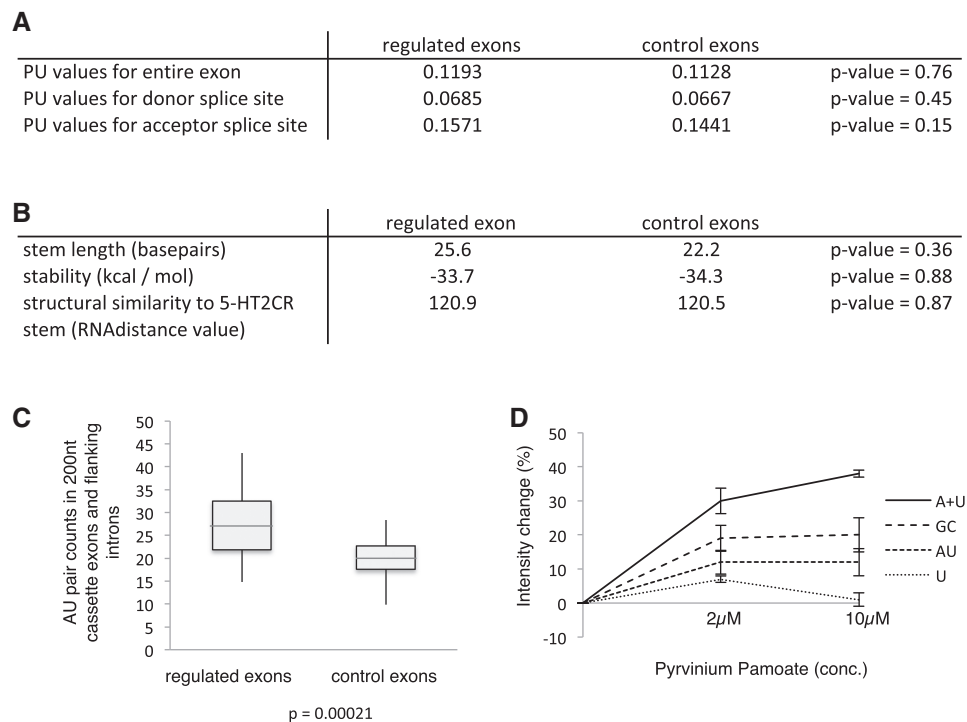 A
regulated exons control exons
PU values for entire exon 0.1193 0.1128 p-value = 0.76
PU values for donor splice site 0.0685 0.0667 p-value = 0.45
PU values for acceptor splice site 0.1571 0.1441 p-value = 0.15
B
regulated exon control exons
stem length (basepairs) 25.6 22.2 p-value = 0.36
stability (kcal / mol) -33.7 -34.3 p-value = 0.88
structural similarity to 5-HT2CR 120.9 120.5 p-value = 0.87
stem (RNAdistance value)
C
AU pair counts in 200nt
cassette exons and flanking
introns
50
45
40
35
30
25
20
15
10
5
0
regulated exons control exons
p = 0.00021
D
Intensity change (%)
50
40
30
20
10
0
-10
2µM 10µM
Pyrvinium Pamoate (conc.)
A+U
GC
AU
U